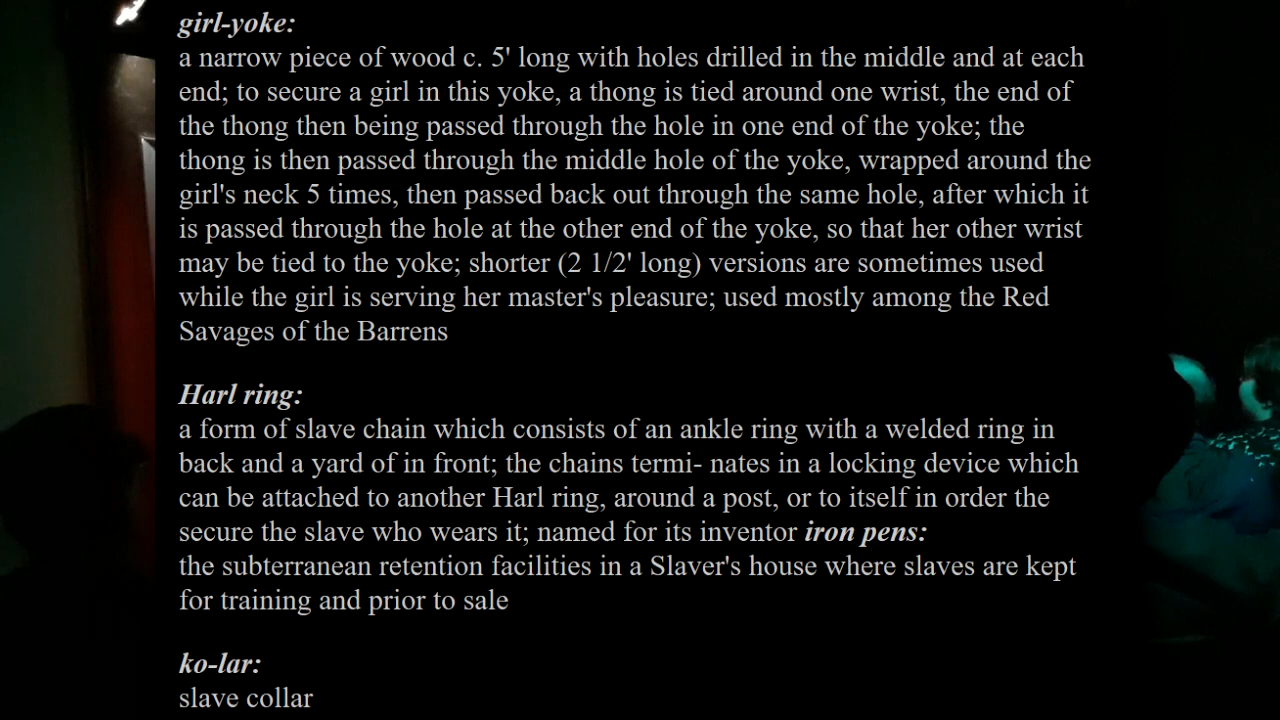 girl-yoke:
a narrow piece of wood c. 5' long with holes drilled in the middle and at each
end; to secure a girl in this yoke, a thong is tied around one wrist, the end of
the thong then being passed through the hole in one end of the yoke; the
thong is then passed through the middle hole of the yoke, wrapped around the
girl's neck 5 times, then passed back out through the same hole, after which it
is passed through the hole at the other end of the yoke, so that her other wrist
may be tied to the yoke; shorter (2 1/2' long) versions are sometimes used
while the girl is serving her master's pleasure; used mostly among the Red
Savages of the Barrens
Harl ring:
a form of slave chain which consists of an ankle ring with a welded ring in
back and a yard of in front; the chains termi- nates in a locking device which
can be attached to another Harl ring, around a post, or to itself in order the
secure the slave who wears it; named for its inventor iron pens:
the subterranean retention facilities in a Slaver's house where slaves are kept
for training and prior to sale
ko-lar:
slave collar